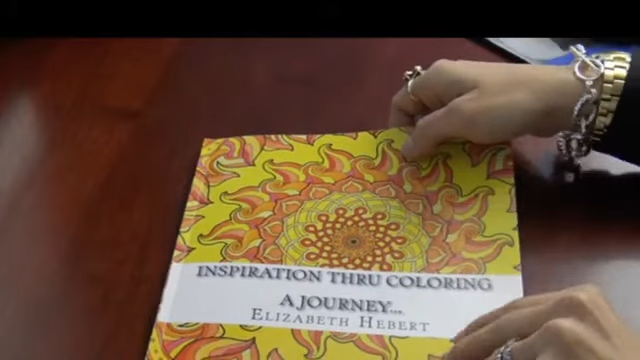 INSPIRATION THRU COLORING
A JOURNEY...
ELIZABETH HEBERT